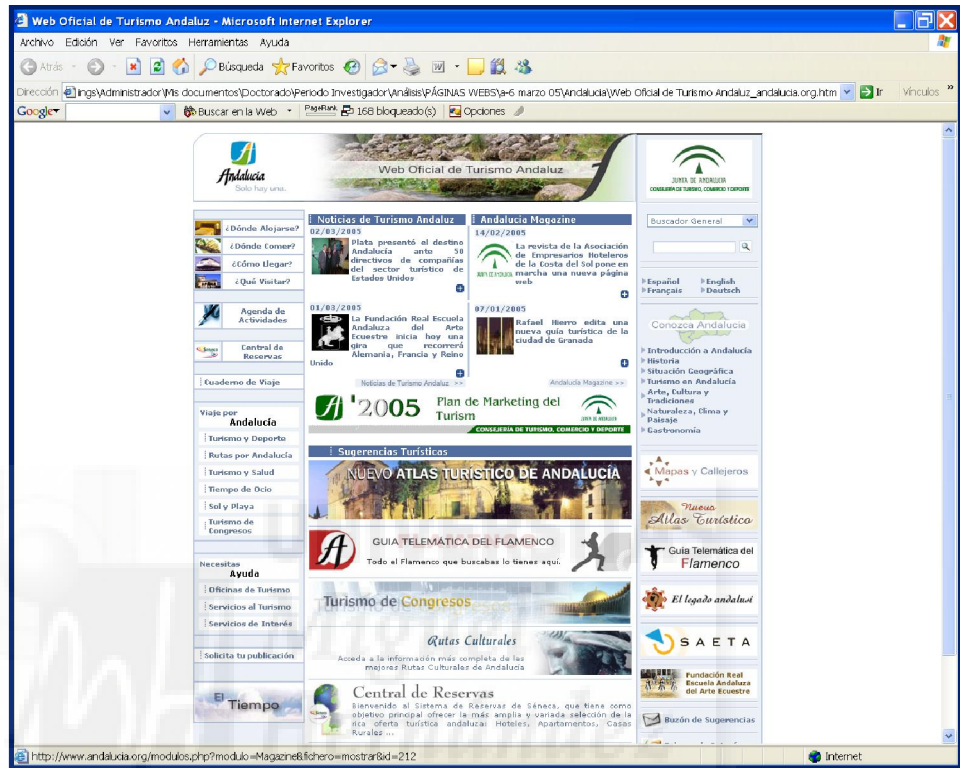 Web Oficial de Turismo Andaluz - Microsoft Internet Explorer
Archivo Edición Ver Favoritos Herramientas Ayuda
Atrás Búsqueda Favoritos
Dirección ings\Administrador\Mis documentos\Doctorado\Periodo Investigador\Análisis\PÁGINAS WEBS\a-6 marzo 05\Andalucia\Web Oficial de Turismo Andaluz_andalucia.org.htm Ir Vínculos »
Google Buscar en la Web PageRank 168 bloqueado(s) Opciones
Andalucía
Solo hay una.
Web Oficial de Turismo Andaluz
JUNTA DE ANDALUCIA
CONSEJERÍA DE TURISMO, COMERCIO Y DEPORTE
¿Dónde Alojarse?
¿Dónde Comer?
¿Cómo Llegar?
¿Qué Visitar?
Agenda de
Actividades
Central de
Reservas
Cuaderno de Viaje
Viaje por
Andalucía
Turismo y Deporte
Rutas por Andalucía
Turismo y Salud
Tiempo de Ocio
Sol y Playa
Turismo de
Congresos
Necesitas
Ayuda
Oficinas de Turismo
Servicios al Turismo
Servicios de Interés
Solicita tu publicación
El
Tiempo
Noticias de Turismo Andaluz
02/03/2005
Plata presentó el destino
Andalucía ante 50
directivos de compañías
del sector turístico de
Estados Unidos
01/03/2005
La Fundación Real Escuela
Andaluza del Arte
Ecuestre inicia hoy una
gira que recorrerá
Alemania, Francia y Reino
Unido
Noticias de Turismo Andaluz >>
Andalucía Magazine
14/02/2005
La revista de la Asociación
de Empresarios Hoteleros
de la Costa del Sol pone en
marcha una nueva página
web
07/01/2005
Rafael Hierro edita una
nueva guía turística de la
ciudad de Granada
Andalucía Magazine >>
'2005 Plan de Marketing del
Turism
JUNTA DE ANDALUCIA
CONSEJERÍA DE TURISMO, COMERCIO Y DEPORTE
Sugerencias Turísticas
NUEVO ATLAS TURÍSTICO DE ANDALUCÍA
GUIA TELEMÁTICA DEL FLAMENCO
Todo el Flamenco que buscabas lo tienes aquí.
Turismo de Congresos
Rutas Culturales
Acceda a la información más completa de las
mejores Rutas Culturales de Andalucía
Central de Reservas
Bienvenido al Sistema de Reservas de Séneca, que tiene como
objetivo principal ofrecer la más amplia y variada selección de la
rica oferta turística andaluza: Hoteles, Apartamentos, Casas
Rurales ...
Buscador General
Español English
Français Deutsch
Conozca Andalucía
Introducción a Andalucía
Historia
Situación Geográfica
Turismo en Andalucía
Arte, Cultura y
Tradiciones
Naturaleza, Clima y
Paisaje
Gastronomía
Mapas y Callejeros
Nuevo
Atlas Turístico
Guía Telemática del
Flamenco
El legado andalusí
SAETA
Fundación Real
Escuela Andaluza
del Arte Ecuestre
Buzón de Sugerencias
http://www.andalucia.org/modulos.php?modulo=Magazine&fichero=mostrar&id=212
Internet